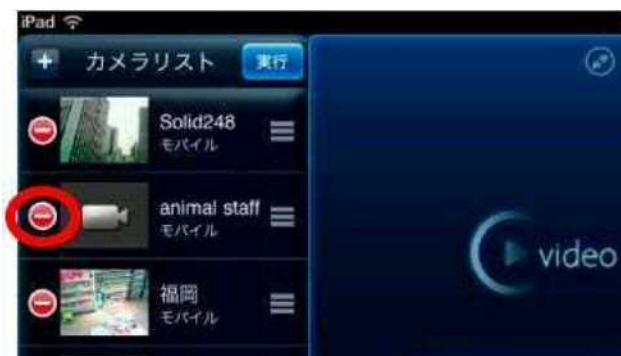 iPad
カメラリスト 実行
Solid248
モバイル
animal staff
モバイル
福岡
モバイル
video